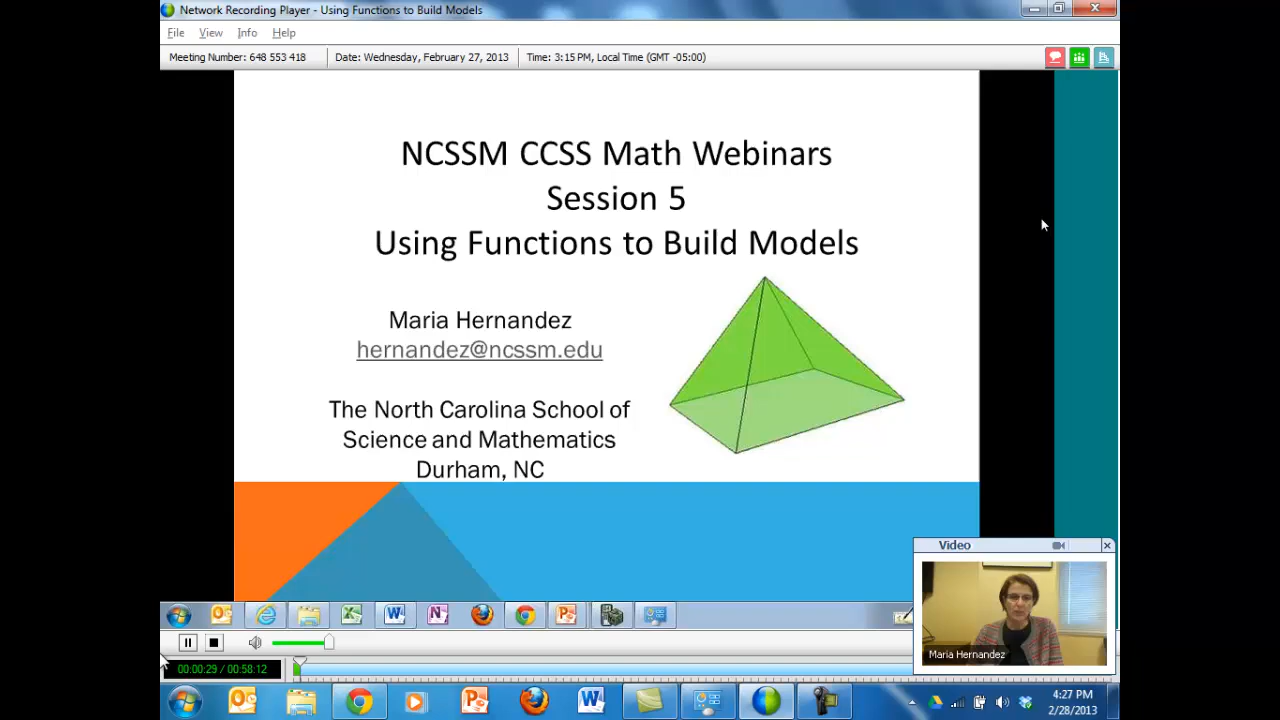 Network Recording Player - Using Functions to Build Models
File View Info Help
Meeting Number: 648 553 418 Date: Wednesday, February 27, 2013 Time: 3:15 PM, Local Time (GMT -05:00)
NCSSM CCSS Math Webinars
Session 5
Using Functions to Build Models
Maria Hernandez
hernandez@ncssm.edu
The North Carolina School of
Science and Mathematics
Durham, NC
Video
Maria Hernandez
00:00:29 / 00:58:12
4:27 PM
2/28/2013